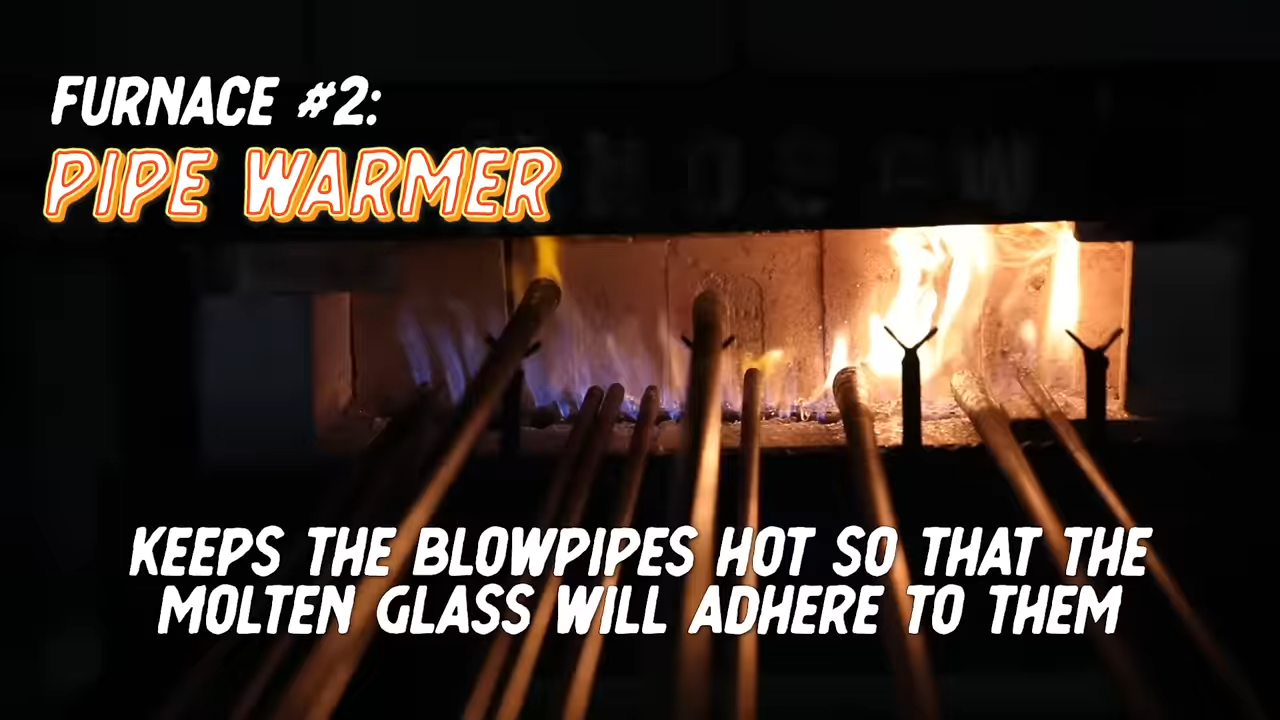 FURNACE #2:
PIPE WARMER
KEEPS THE BLOWPIPES HOT SO THAT THE
MOLTEN GLASS WILL ADHERE TO THEM